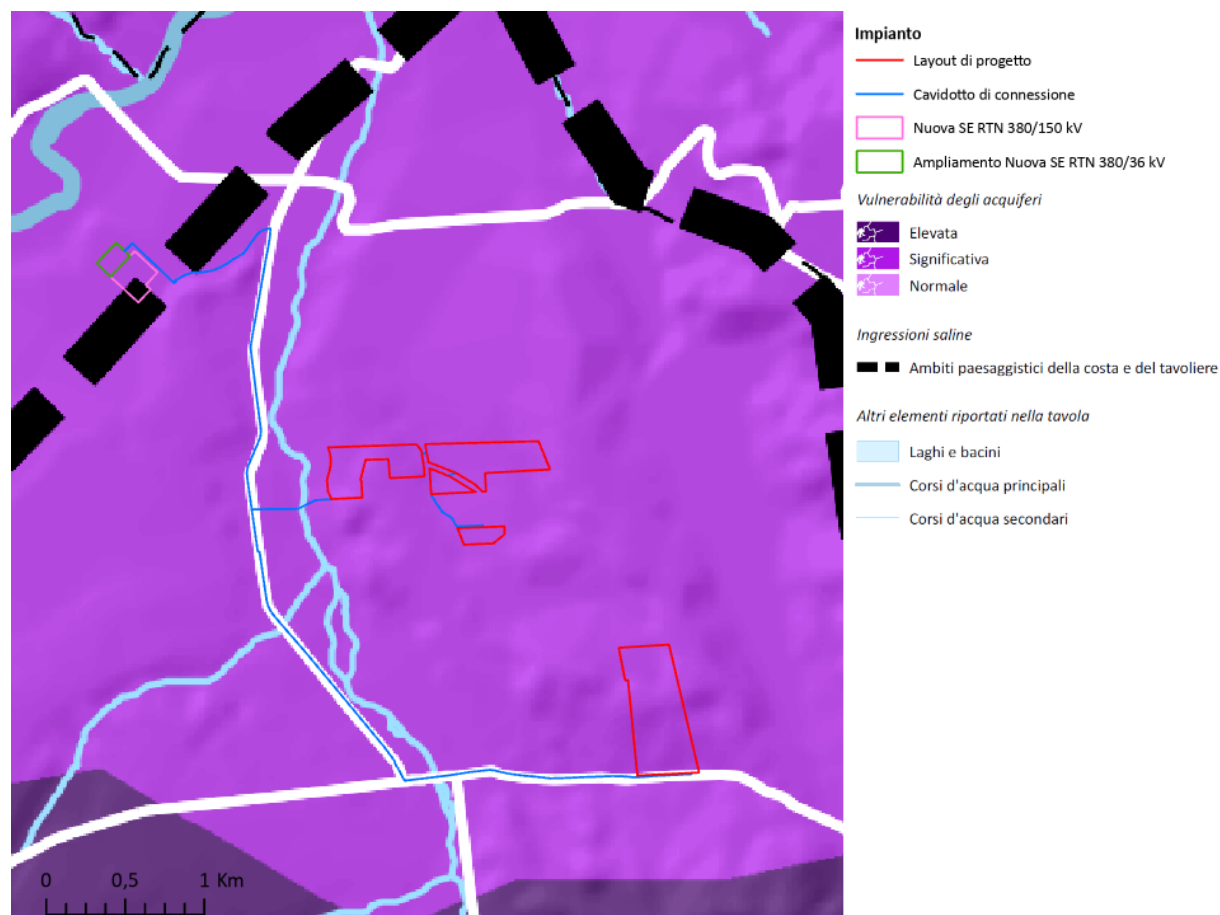 Impianto
Layout di progetto
Cavidotto di connessione
Nuova SE RTN 380/150 kV
Ampliamento Nuova SE RTN 380/36 kV
Vulnerabilità degli acquiferi
Elevata
Significativa
Normale
Ingressioni saline
Ambiti paesaggistici della costa e del tavoliere
Altri elementi riportati nella tavola
Laghi e bacini
Corsi d'acqua principali
Corsi d'acqua secondari
0 0,5 1 Km